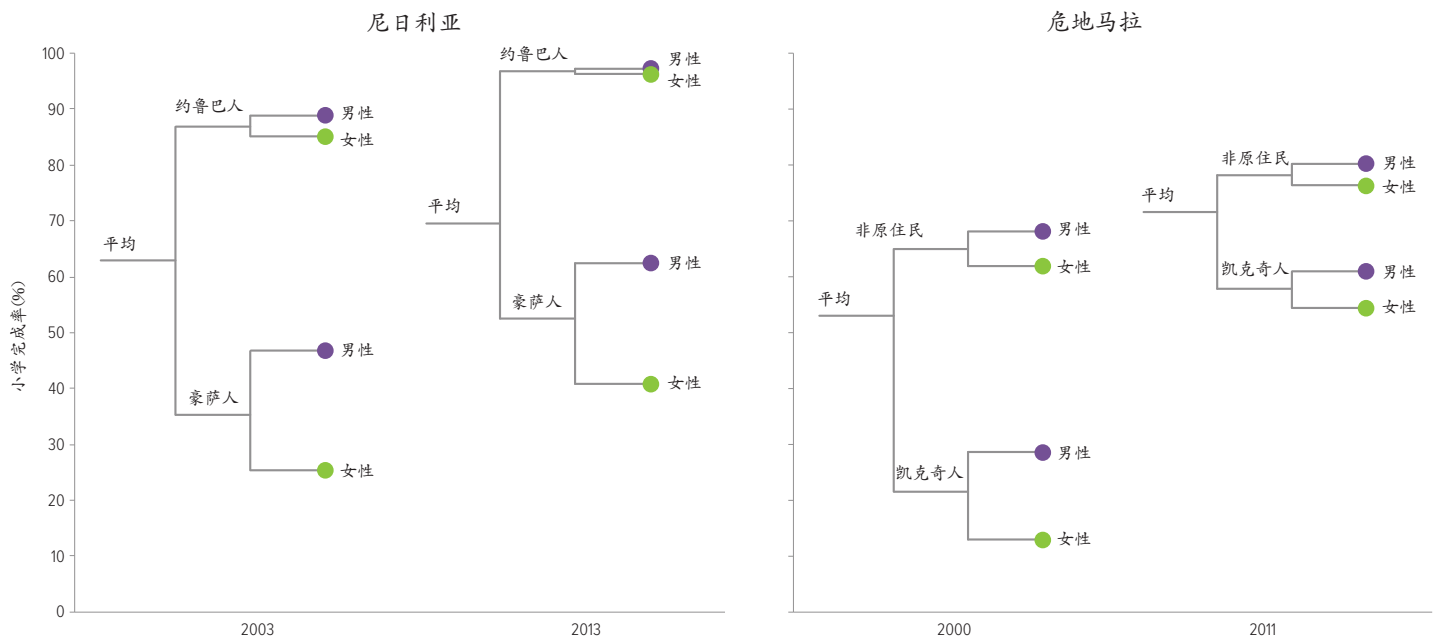 尼日利亚
危地马拉
小学完成率(%)
100
90
80
70
60
50
40
30
20
10
0
平均
约鲁巴人
男性
女性
豪萨人
男性
女性
2003
平均
约鲁巴人
男性
女性
豪萨人
男性
女性
2013
平均
非原住民
男性
女性
凯克奇人
男性
女性
2000
平均
非原住民
男性
女性
凯克奇人
男性
女性
2011